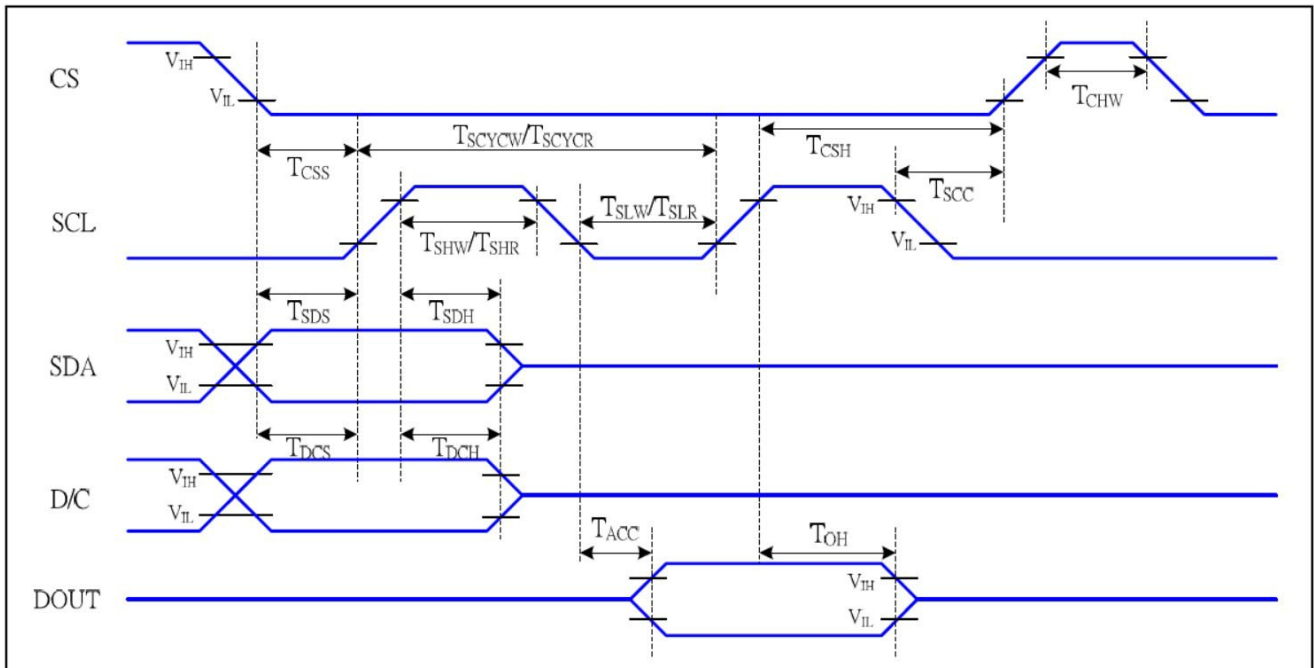 CS
VIH
VIL
TCHW
TSCYCW/TSCYCR
TCSH
TCSS
TSCC
SCL
TSLW/TSLR
VIH
VIL
TSHW/TSHR
TSDS
TSDH
SDA
VIH
VIL
TDCS
TDCH
D/C
VIH
VIL
TACC
TOH
DOUT
VIH
VIL